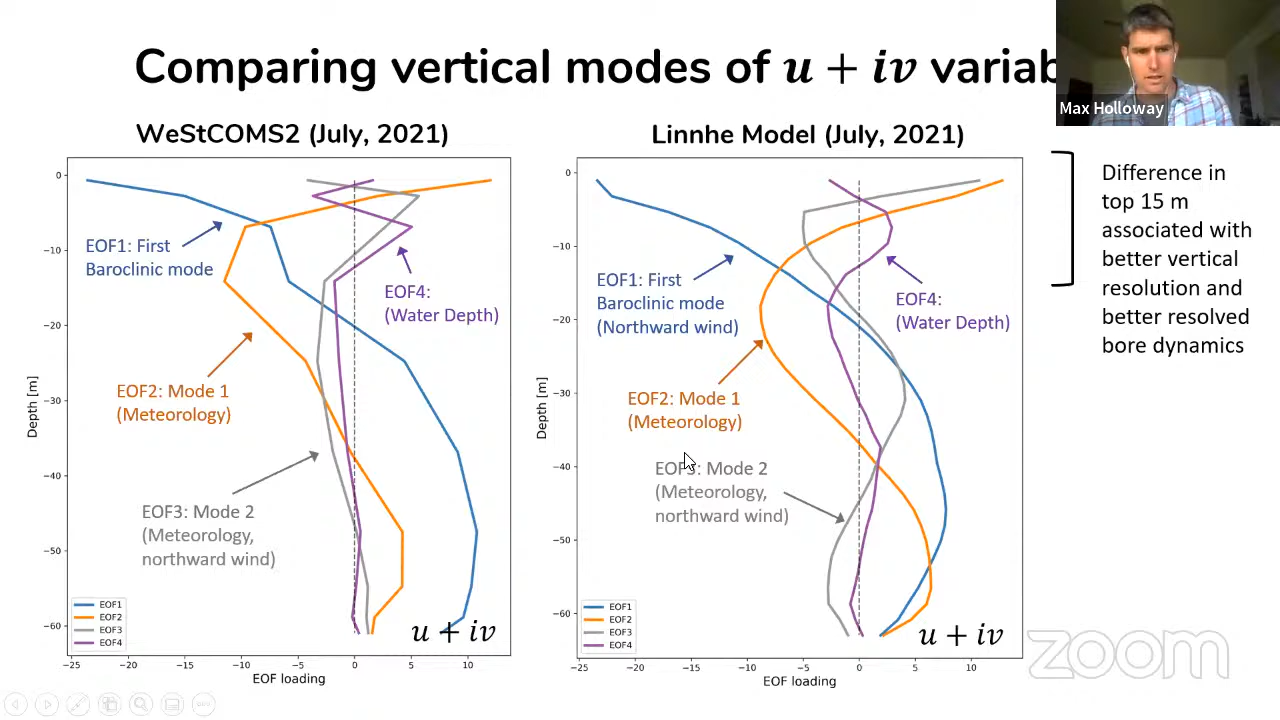 Comparing vertical modes of u + iv variab
Max Holloway
WeStCOMS2 (July, 2021)
0
−10
−20
−30
−40
−50
−60
Depth [m]
−25 −20 −15 −10 −5 0 5 10
EOF loading
EOF1: First
Baroclinic mode
EOF2: Mode 1
(Meteorology)
EOF3: Mode 2
(Meteorology,
northward wind)
EOF4:
(Water Depth)
EOF1
EOF2
EOF3
EOF4
u + iv
Linnhe Model (July, 2021)
0
−10
−20
−30
−40
−50
−60
Depth [m]
−25 −20 −15 −10 −5 0 5 10
EOF loading
EOF1: First
Baroclinic mode
(Northward wind)
EOF2: Mode 1
(Meteorology)
EOF3: Mode 2
(Meteorology,
northward wind)
EOF4:
(Water Depth)
EOF1
EOF2
EOF3
EOF4
u + iv
Difference in
top 15 m
associated with
better vertical
resolution and
better resolved
bore dynamics
zoom